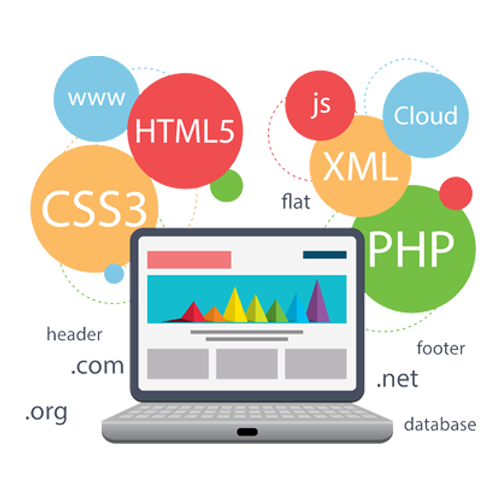 www
HTML5
CSS3
js
Cloud
XML
flat
PHP
header
.com
.org
footer
.net
database